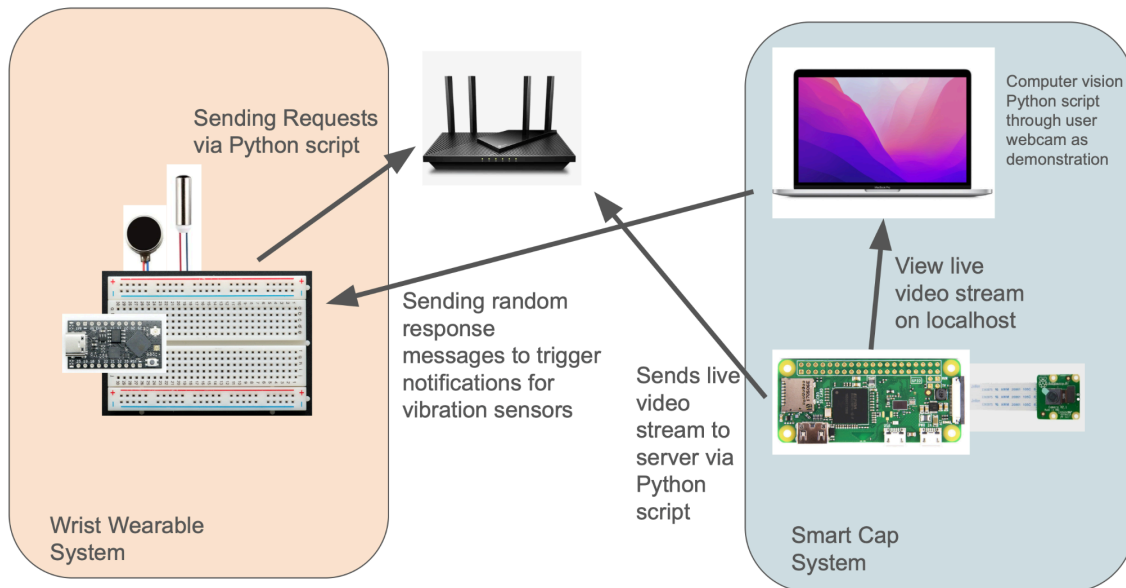 Sending Requests
via Python script
Computer vision
Python script
through user
webcam as
demonstration
View live
video stream
on localhost
Sending random
response
messages to trigger
notifications for
vibration sensors
Sends live
video
stream to
server via
Python
script
Wrist Wearable
System
Smart Cap
System